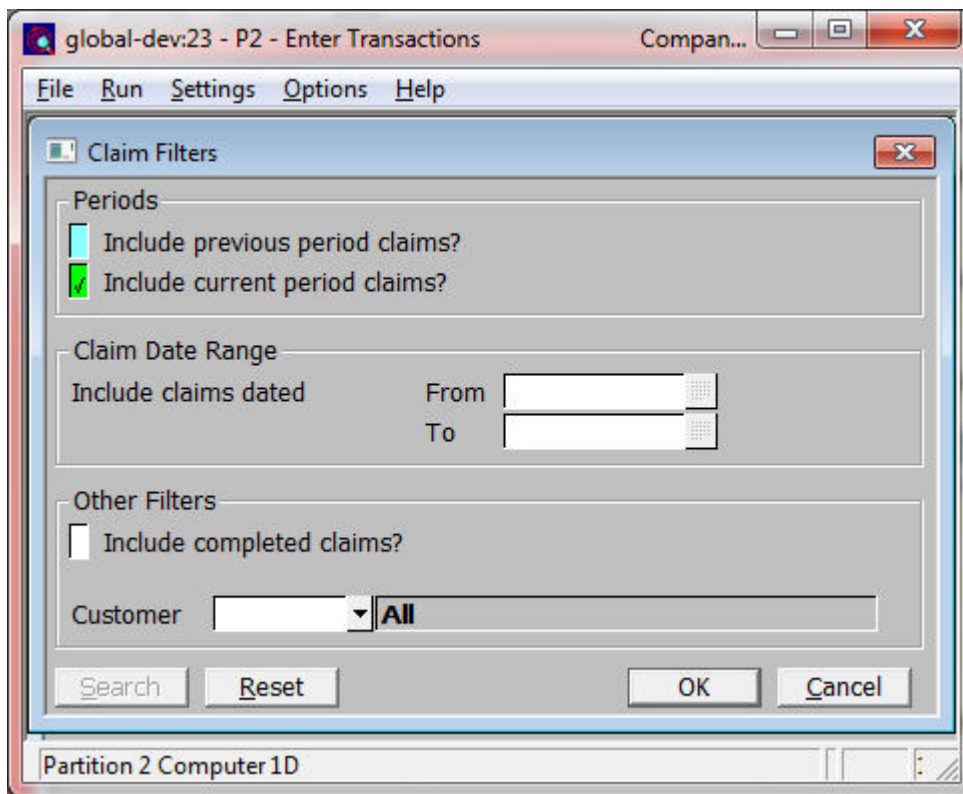 global-dev:23 - P2 - Enter Transactions Compan...
File Run Settings Options Help
Claim Filters
Periods
Include previous period claims?
Include current period claims?
Claim Date Range
Include claims dated From
To
Other Filters
Include completed claims?
Customer All
Search Reset OK Cancel
Partition 2 Computer 1D